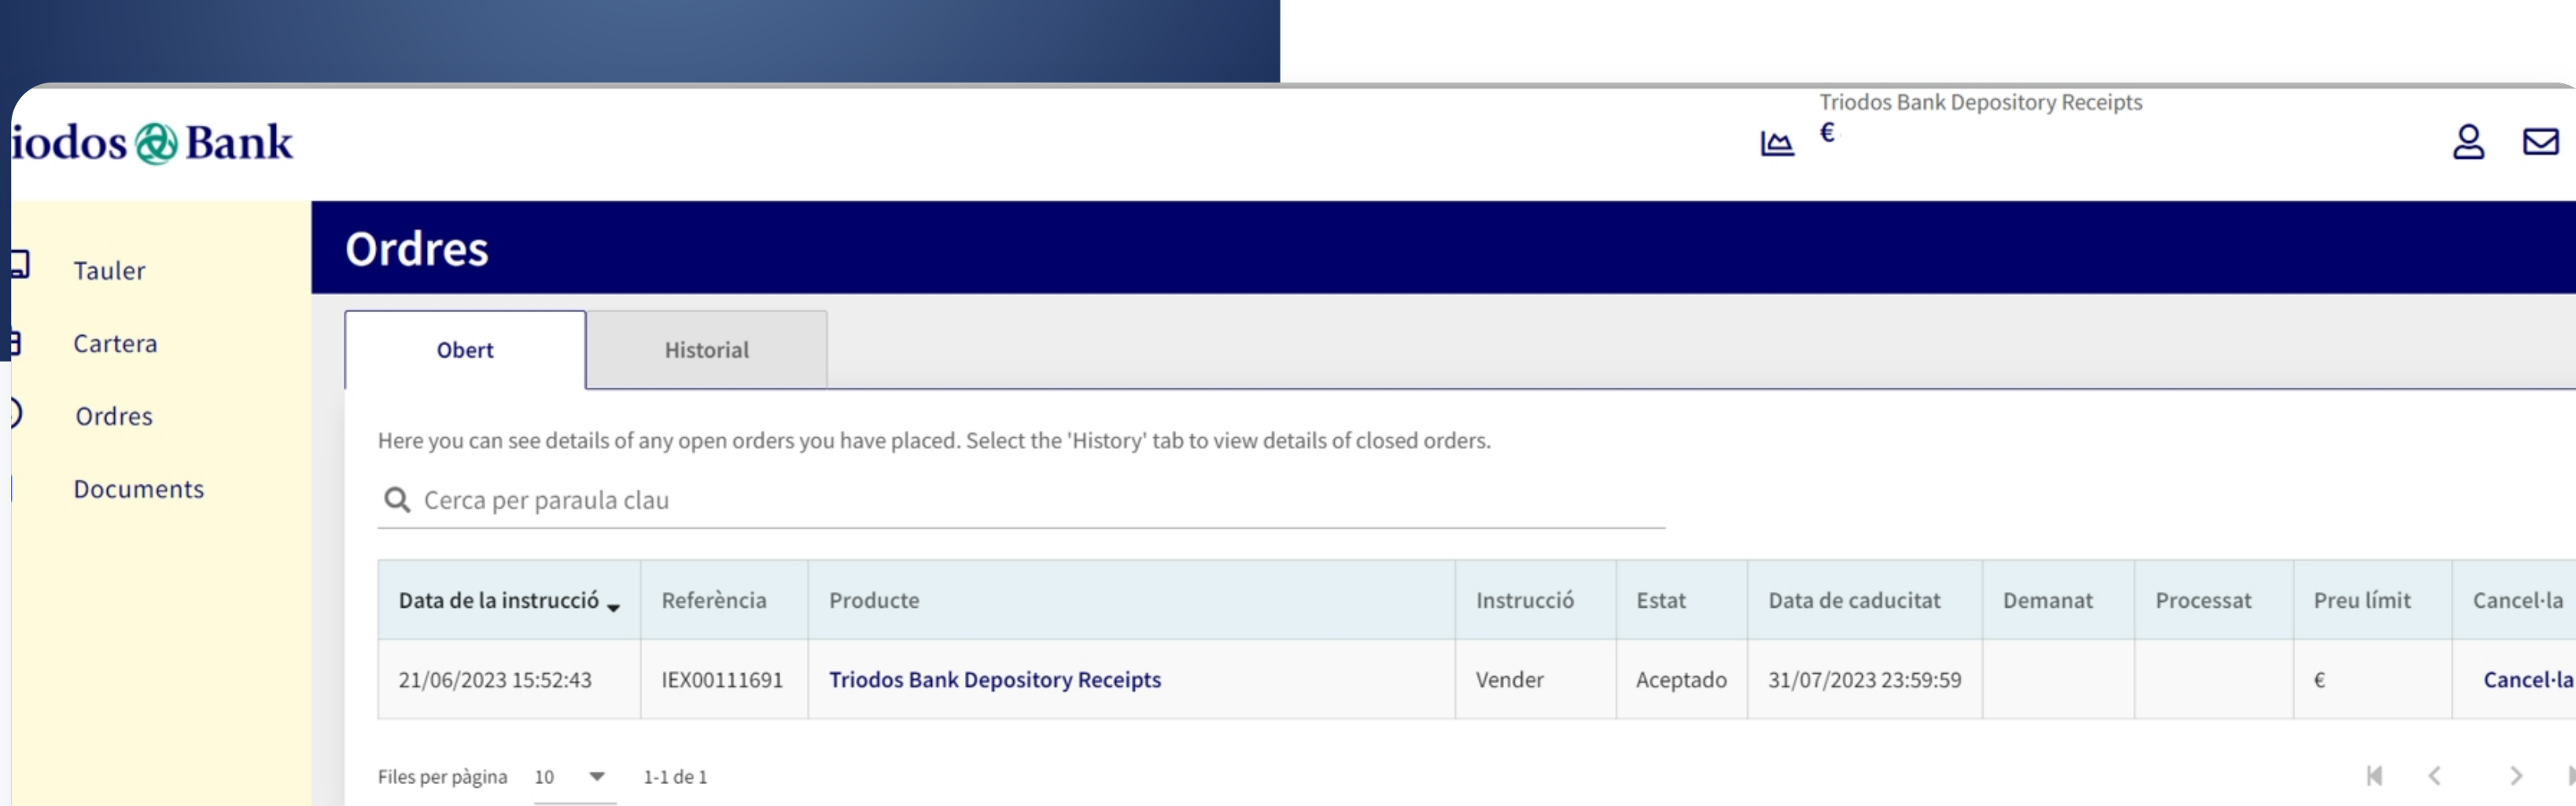 iodos Bank
Triodos Bank Depository Receipts
€
Tauler
Cartera
Ordres
Documents
Ordres
Obert Historial
Here you can see details of any open orders you have placed. Select the 'History' tab to view details of closed orders.
Cerca per paraula clau
Data de la instrucció Referència Producte Instrucció Estat Data de caducitat Demanat Processat Preu límit Cancel·la
21/06/2023 15:52:43 IEX00111691 Triodos Bank Depository Receipts Vender Aceptado 31/07/2023 23:59:59 € Cancel·la
Files per pàgina 10 1-1 de 1